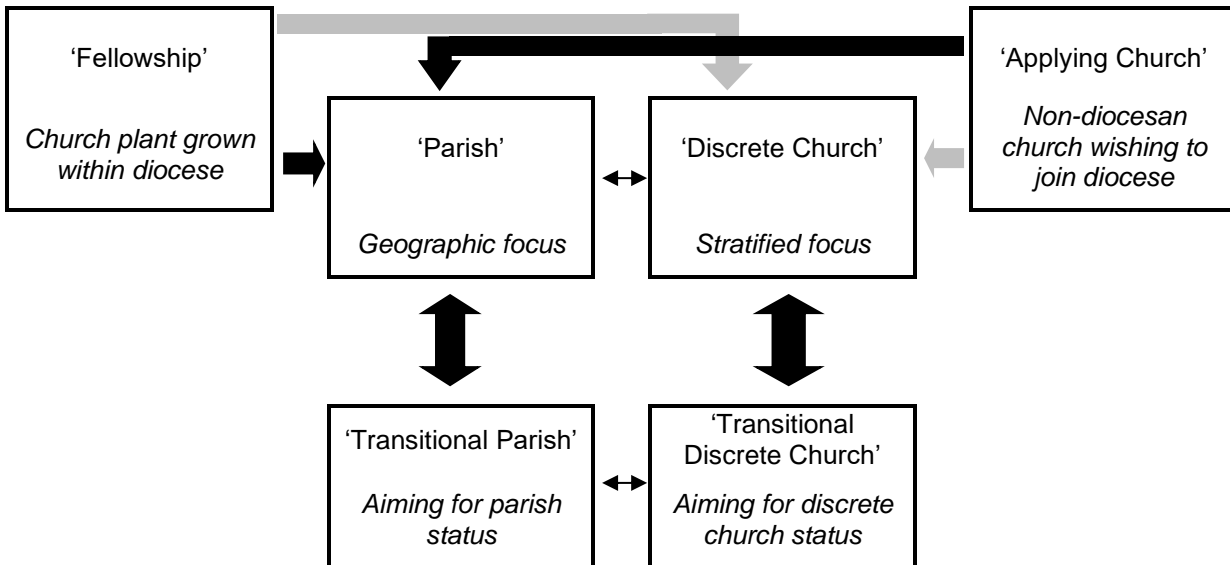 ‘Fellowship’
Church plant grown
within diocese
‘Parish’
Geographic focus
‘Discrete Church’
Stratified focus
‘Applying Church’
Non-diocesan
church wishing to
join diocese
‘Transitional Parish’
Aiming for parish
status
‘Transitional
Discrete Church’
Aiming for discrete
church status